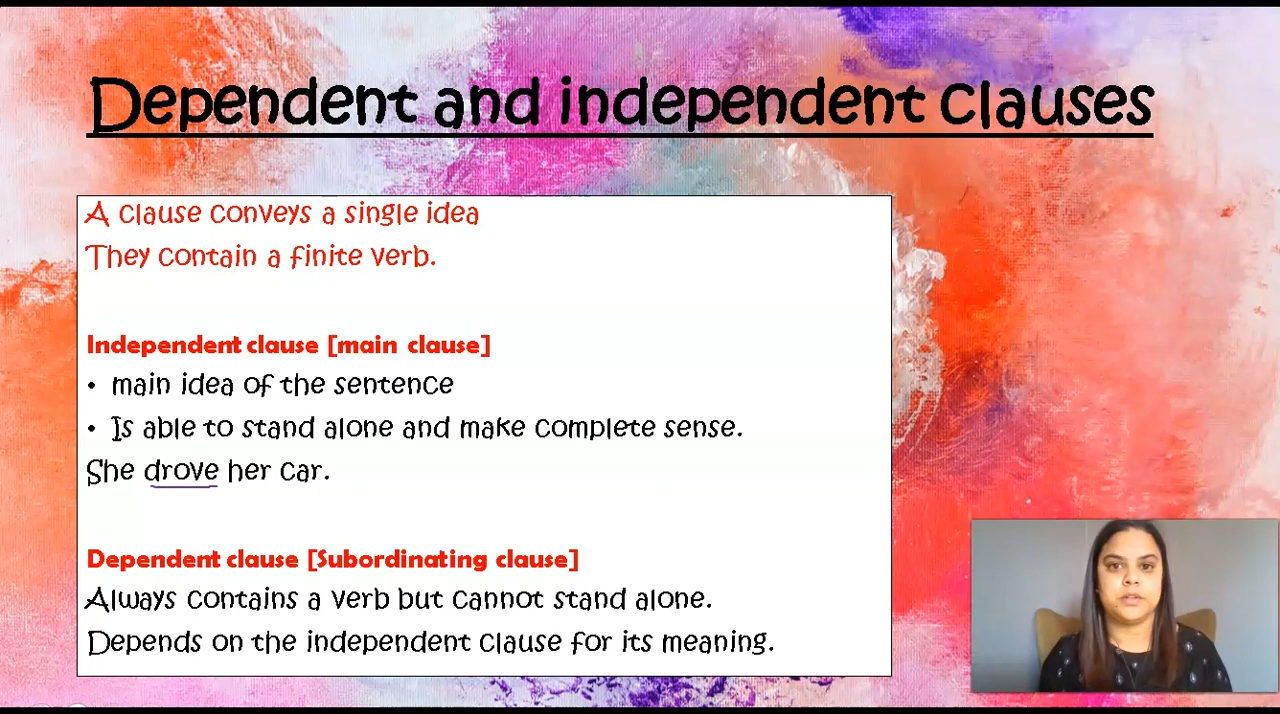 Dependent and independent clauses
A clause conveys a single idea
They contain a finite verb.
Independent clause [main clause]
• main idea of the sentence
• Is able to stand alone and make complete sense.
She drove her car.
Dependent clause [Subordinating clause]
Always contains a verb but cannot stand alone.
Depends on the independent clause for its meaning.